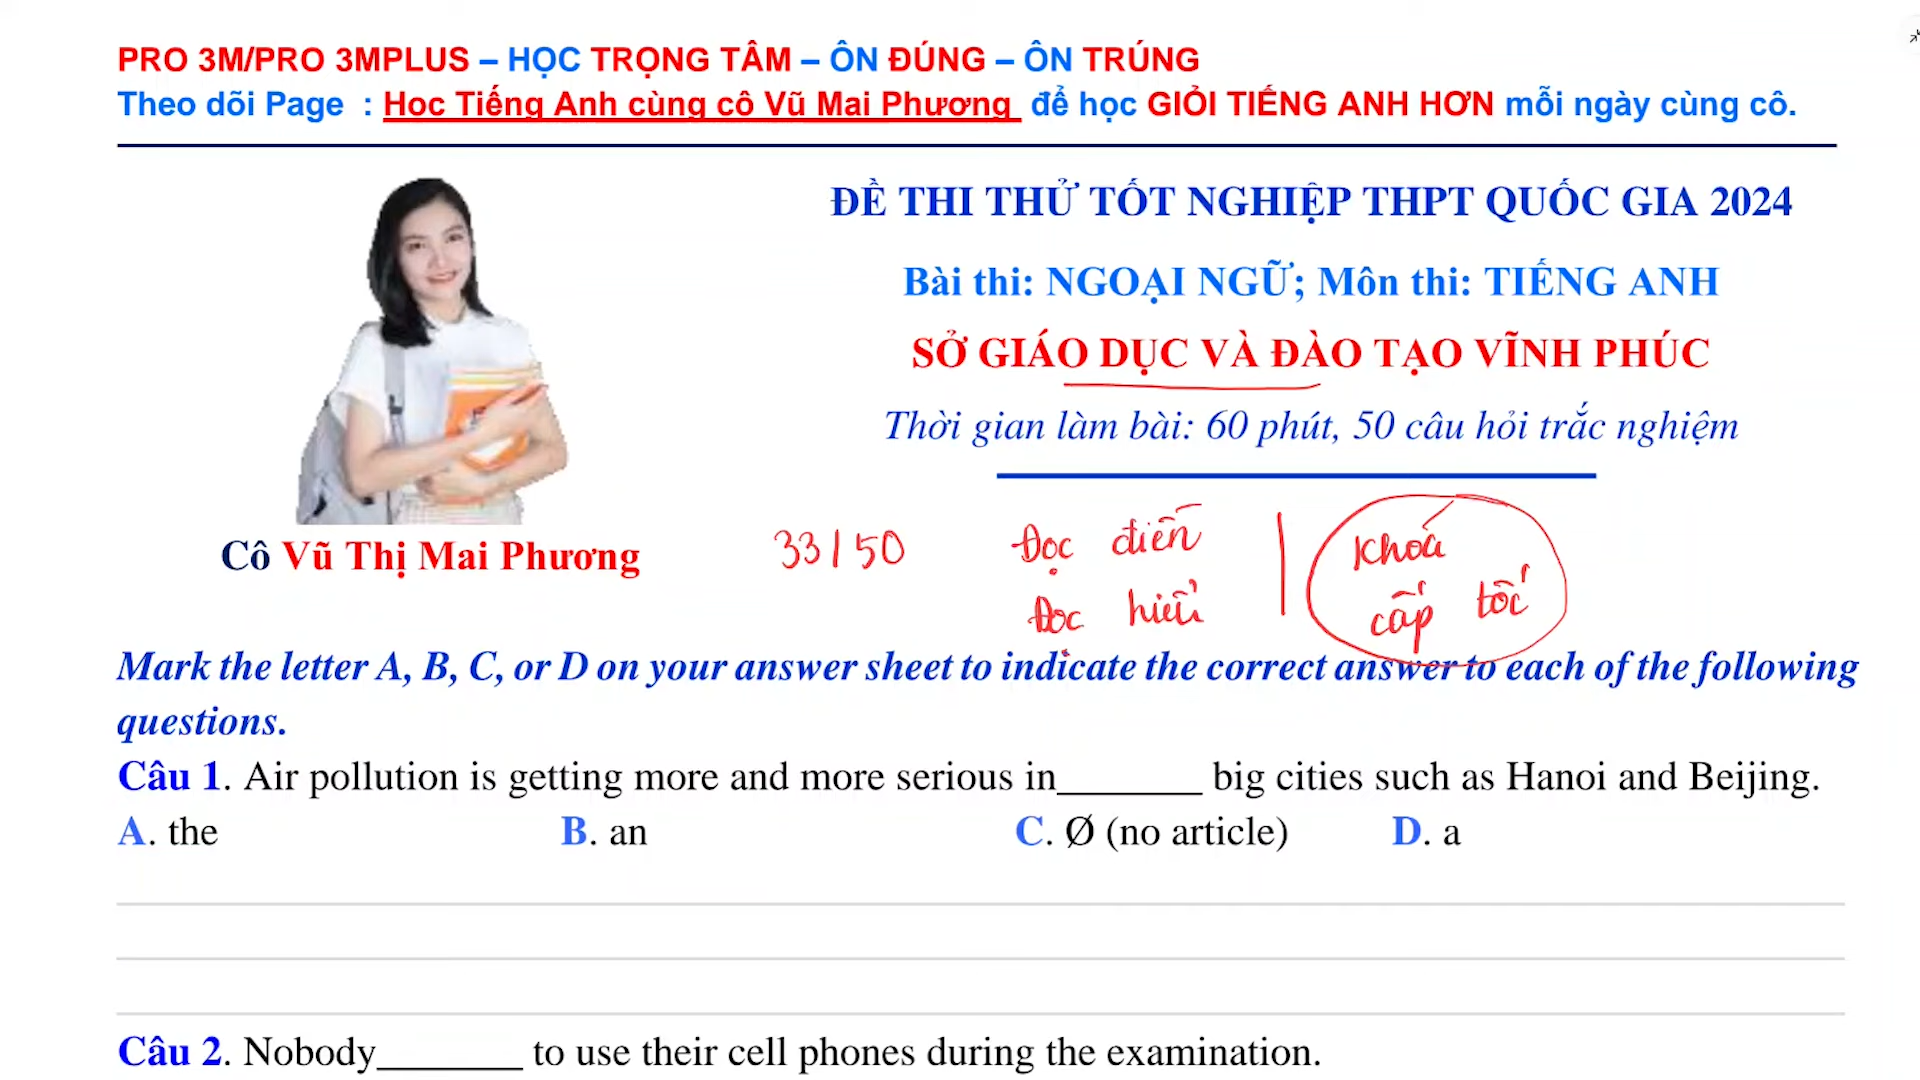 PRO 3M/PRO 3MPLUS – HỌC TRỌNG TÂM – ÔN ĐÚNG – ÔN TRÚNG
Theo dõi Page : Học Tiếng Anh cùng cô Vũ Mai Phương để học GIỎI TIẾNG ANH HƠN mỗi ngày cùng cô.
ĐỀ THI THỬ TỐT NGHIỆP THPT QUỐC GIA 2024
Bài thi: NGOẠI NGỮ; Môn thi: TIẾNG ANH
SỞ GIÁO DỤC VÀ ĐÀO TẠO VĨNH PHÚC
Thời gian làm bài: 60 phút, 50 câu hỏi trắc nghiệm
Cô Vũ Thị Mai Phương
33/50
Đọc điền
Đọc hiểu
Khoá
cấp tốc
Mark the letter A, B, C, or D on your answer sheet to indicate the correct answer to each of the following
questions.
Câu 1. Air pollution is getting more and more serious in_______ big cities such as Hanoi and Beijing.
A. the B. an C. Ø (no article) D. a
Câu 2. Nobody_______ to use their cell phones during the examination.